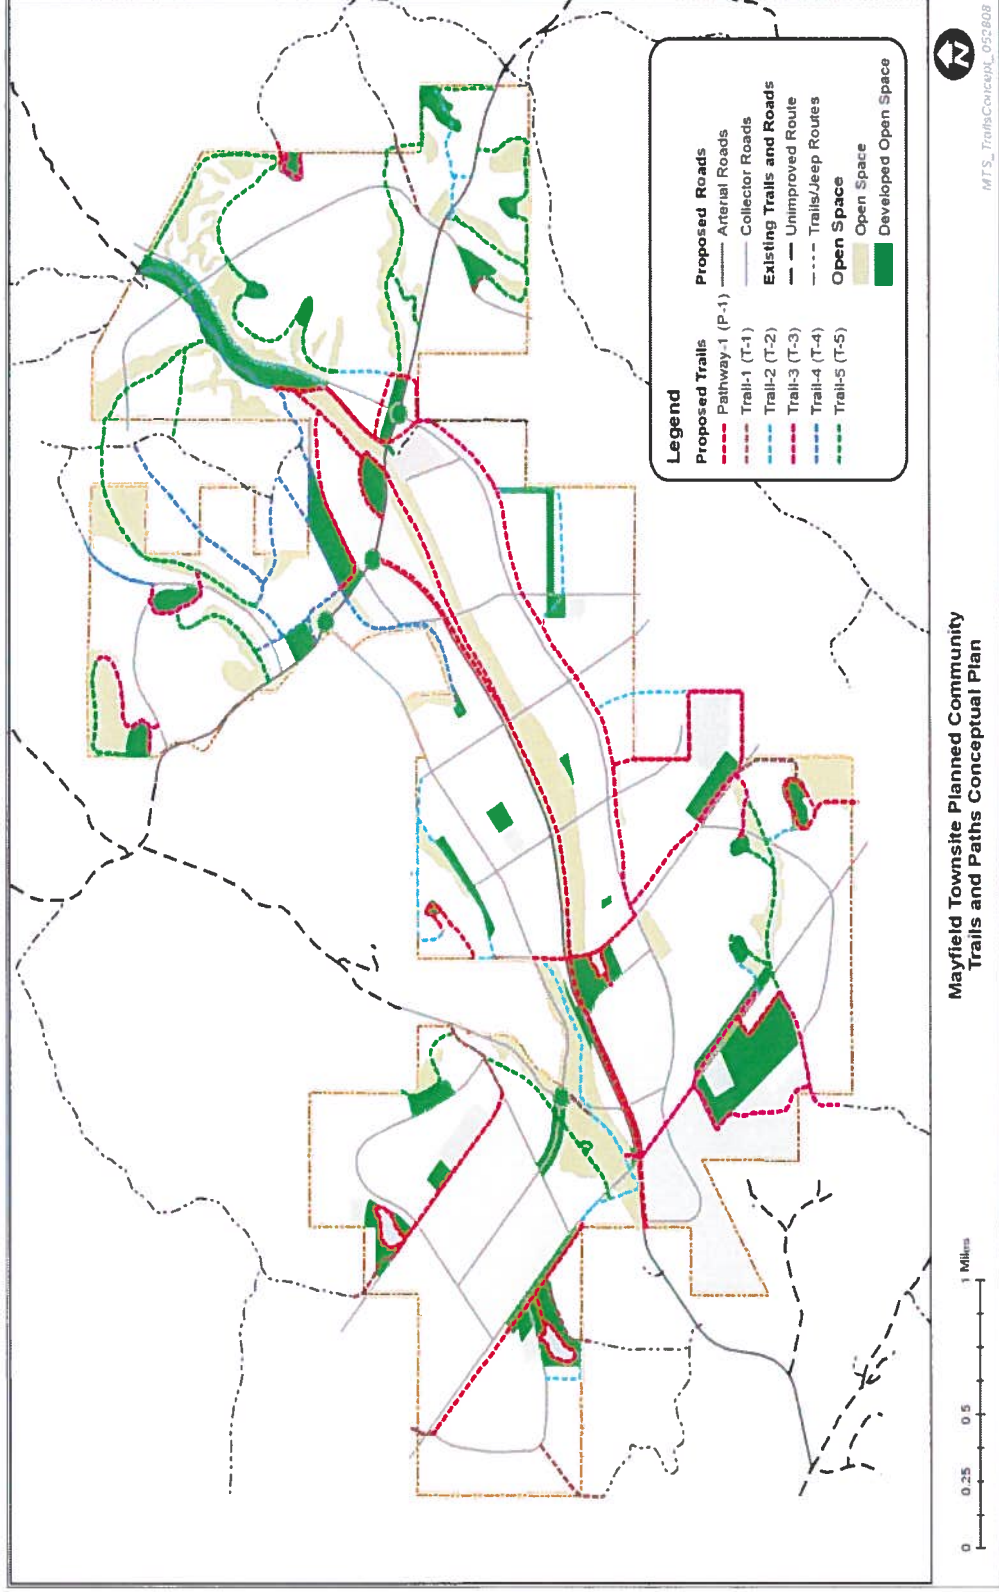 Legend
Proposed Trails
Pathway-1 (P-1)
Trail-1 (T-1)
Trail-2 (T-2)
Trail-3 (T-3)
Trail-4 (T-4)
Trail-5 (T-5)
Proposed Roads
Arterial Roads
Collector Roads
Existing Trails and Roads
Unimproved Route
Trails/Jeep Routes
Open Space
Open Space
Developed Open Space
0 0.25 0.5 1 Miles
Mayfield Townsite Planned Community
Trails and Paths Conceptual Plan
N
MTS_TrailsConcept_052808